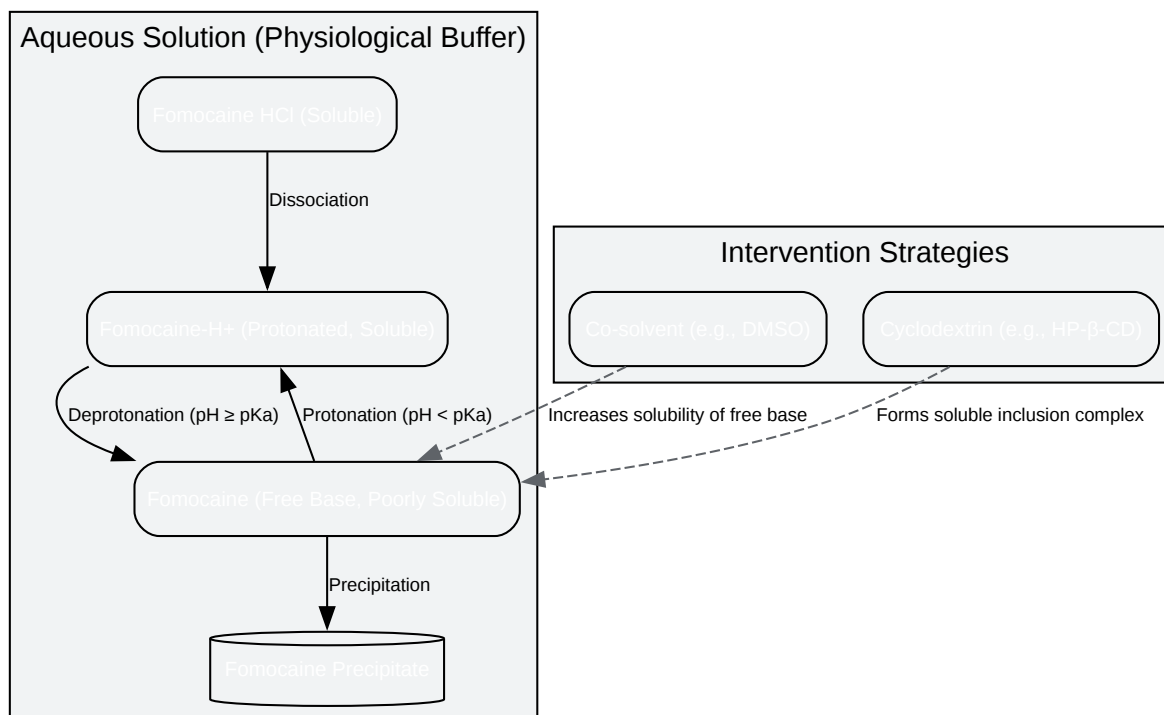 Aqueous Solution (Physiological Buffer)
Fomocaine HCl (Soluble)
Dissociation
Fomocaine-H+ (Protonated, Soluble)
Deprotonation (pH ≥ pKa)
Protonation (pH < pKa)
Fomocaine (Free Base, Poorly Soluble)
Precipitation
Fomocaine Precipitate
Intervention Strategies
Co-solvent (e.g., DMSO)
Cyclodextrin (e.g., HP-β-CD)
Increases solubility of free base
Forms soluble inclusion complex